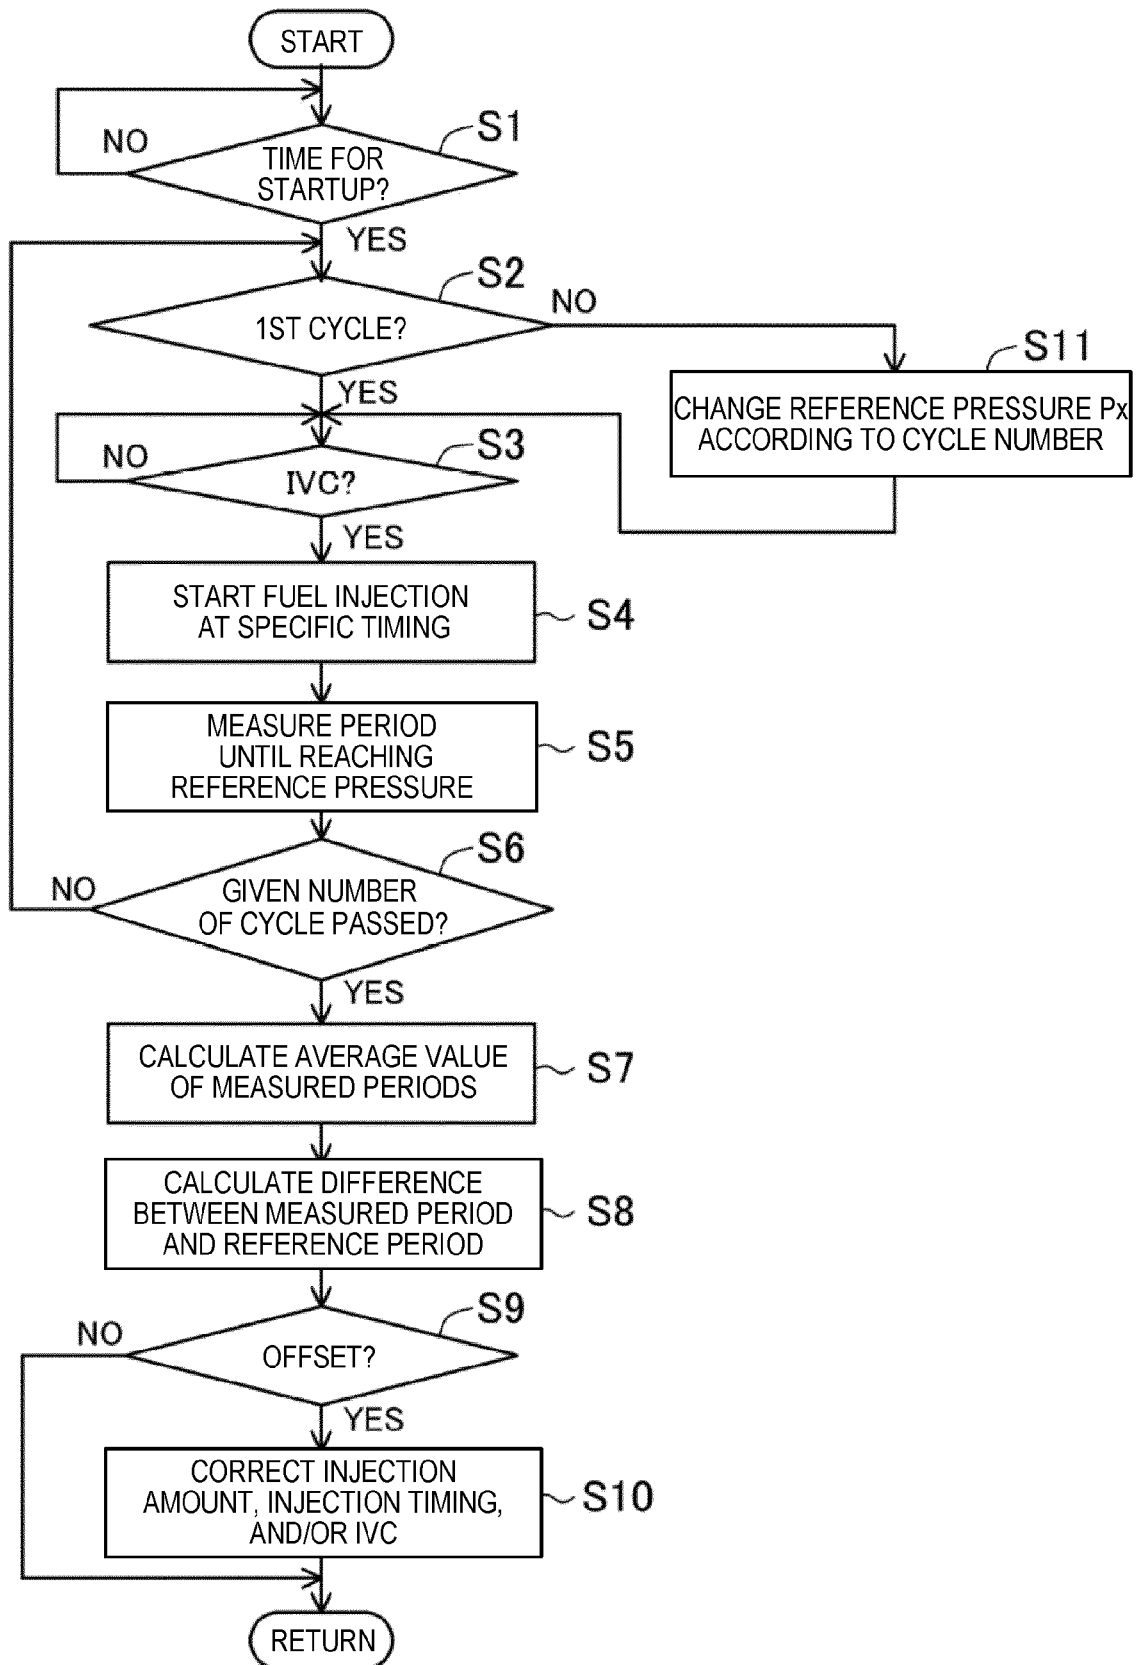 START
NO
S1
TIME FOR
STARTUP?
YES
S2
1ST CYCLE?
NO
S11
CHANGE REFERENCE PRESSURE Px
ACCORDING TO CYCLE NUMBER
YES
NO
S3
IVC?
YES
START FUEL INJECTION
AT SPECIFIC TIMING
S4
MEASURE PERIOD
UNTIL REACHING
REFERENCE PRESSURE
S5
S6
NO
GIVEN NUMBER
OF CYCLE PASSED?
YES
CALCULATE AVERAGE VALUE
OF MEASURED PERIODS
S7
CALCULATE DIFFERENCE
BETWEEN MEASURED PERIOD
AND REFERENCE PERIOD
S8
S9
NO
OFFSET?
YES
CORRECT INJECTION
AMOUNT, INJECTION TIMING,
AND/OR IVC
S10
RETURN